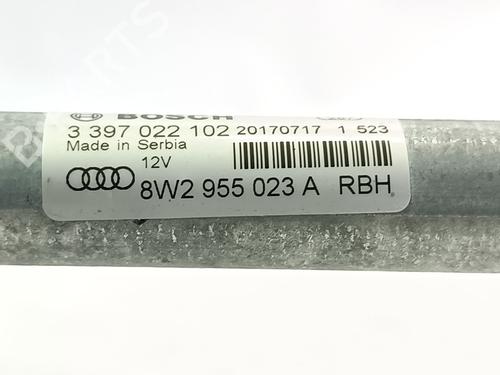 BOSCH
3 397 022 102 20170717 1 523
Made in Serbia
12V
8W2 955 023 A RBH